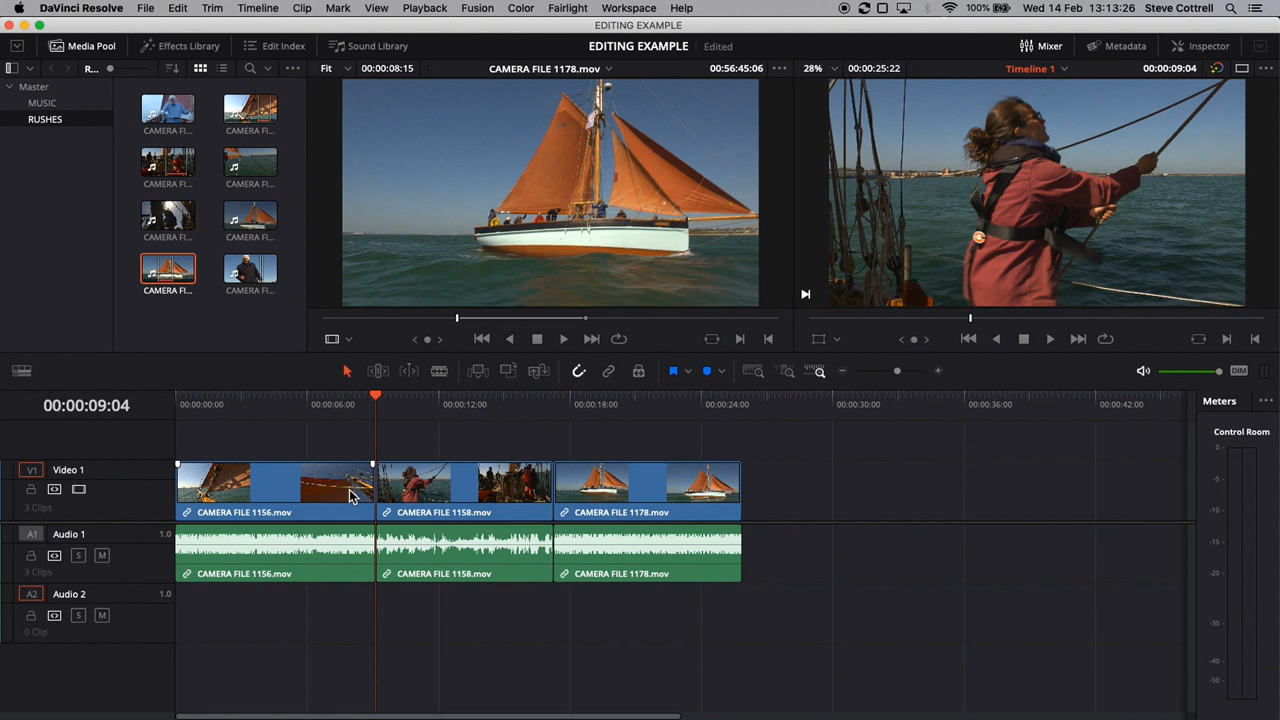 DaVinci Resolve File Edit Trim Timeline Clip Mark View Playback Fusion Color Fairlight Workspace Help 100% Wed 14 Feb 13:13:26 Steve Cottrell
EDITING EXAMPLE
Media Pool Effects Library Edit Index Sound Library EDITING EXAMPLE Edited Mixer Metadata Inspector
R... Fit 00:00:08:15 CAMERA FILE 1178.mov 00:56:45:06 28% 00:00:25:22 Timeline 1 00:00:09:04
Master
MUSIC
RUSHES
CAMERA FI... CAMERA FI...
CAMERA FI... CAMERA FI...
CAMERA FI... CAMERA FI...
CAMERA FI... CAMERA FI...
DIM
00:00:09:04
00:00:00:00 00:00:06:00 00:00:12:00 00:00:18:00 00:00:24:00 00:00:30:00 00:00:36:00 00:00:42:00
Meters
Control Room
V1 Video 1
3 Clips
CAMERA FILE 1156.mov CAMERA FILE 1158.mov CAMERA FILE 1178.mov
A1 Audio 1 1.0
S M
3 Clips
CAMERA FILE 1156.mov CAMERA FILE 1158.mov CAMERA FILE 1178.mov
A2 Audio 2 1.0
S M
0 Clip
0
-5
-10
-15
-20
-30
-40
-50